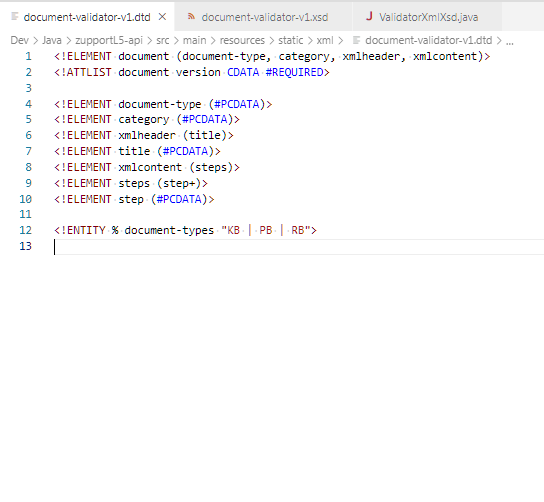 document-validator-v1.dtd document-validator-v1.xsd ValidatorXmlXsd.java
Dev > Java > zupportL5-api > src > main > resources > static > xml > document-validator-v1.dtd > ...
1 <!ELEMENT document (document-type, category, xmlheader, xmlcontent)>
2 <!ATTLIST document version CDATA #REQUIRED>
3
4 <!ELEMENT document-type (#PCDATA)>
5 <!ELEMENT category (#PCDATA)>
6 <!ELEMENT xmlheader (title)>
7 <!ELEMENT title (#PCDATA)>
8 <!ELEMENT xmlcontent (steps)>
9 <!ELEMENT steps (step+)>
10 <!ELEMENT step (#PCDATA)>
11
12 <!ENTITY % document-types "KB | PB | RB">
13